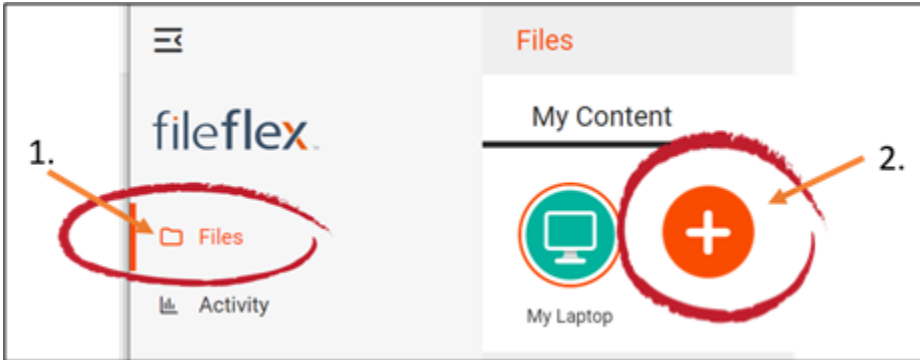 Files
fileflex
My Content
1.
2.
Files
Activity
My Laptop